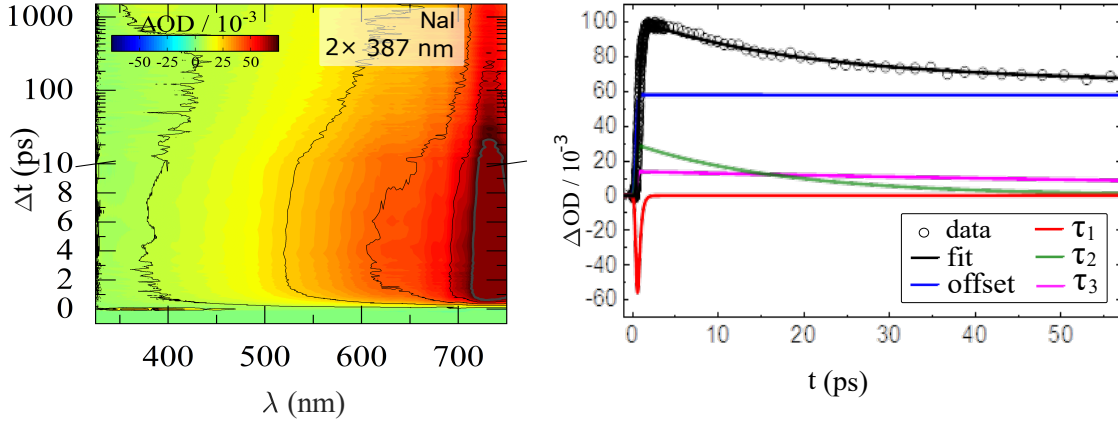 1000
100
10
8
6
4
2
0
Δt (ps)
ΔOD / 10⁻³
-50 -25 0 25 50
NaI
2× 387 nm
400 500 600 700
λ (nm)
100
80
60
40
20
0
-20
-40
-60
ΔOD / 10⁻³
data
fit
offset
τ₁
τ₂
τ₃
0 10 20 30 40 50
t (ps)